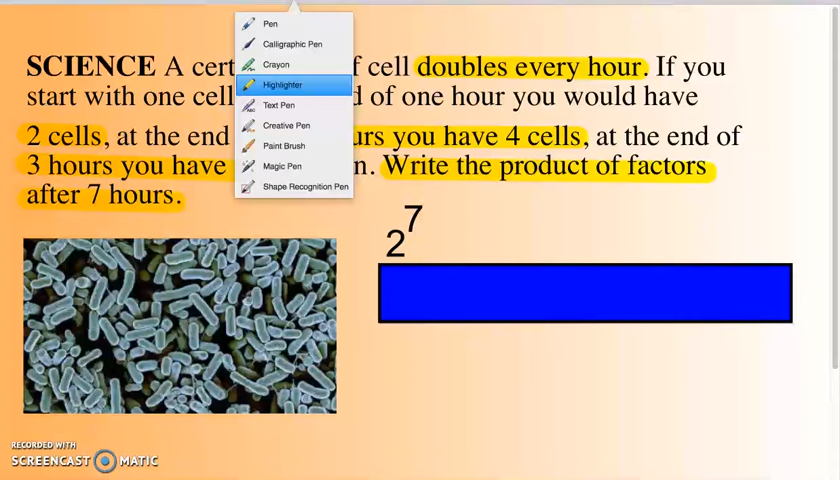 Pen
Calligraphic Pen
Crayon
Highlighter
Text Pen
Creative Pen
Paint Brush
Magic Pen
Shape Recognition Pen
SCIENCE A cert f cell doubles every hour. If you
start with one cell d of one hour you would have
2 cells, at the end urs you have 4 cells, at the end of
3 hours you have n. Write the product of factors
after 7 hours.
2⁷
RECORDED WITH
SCREENCAST MATIC